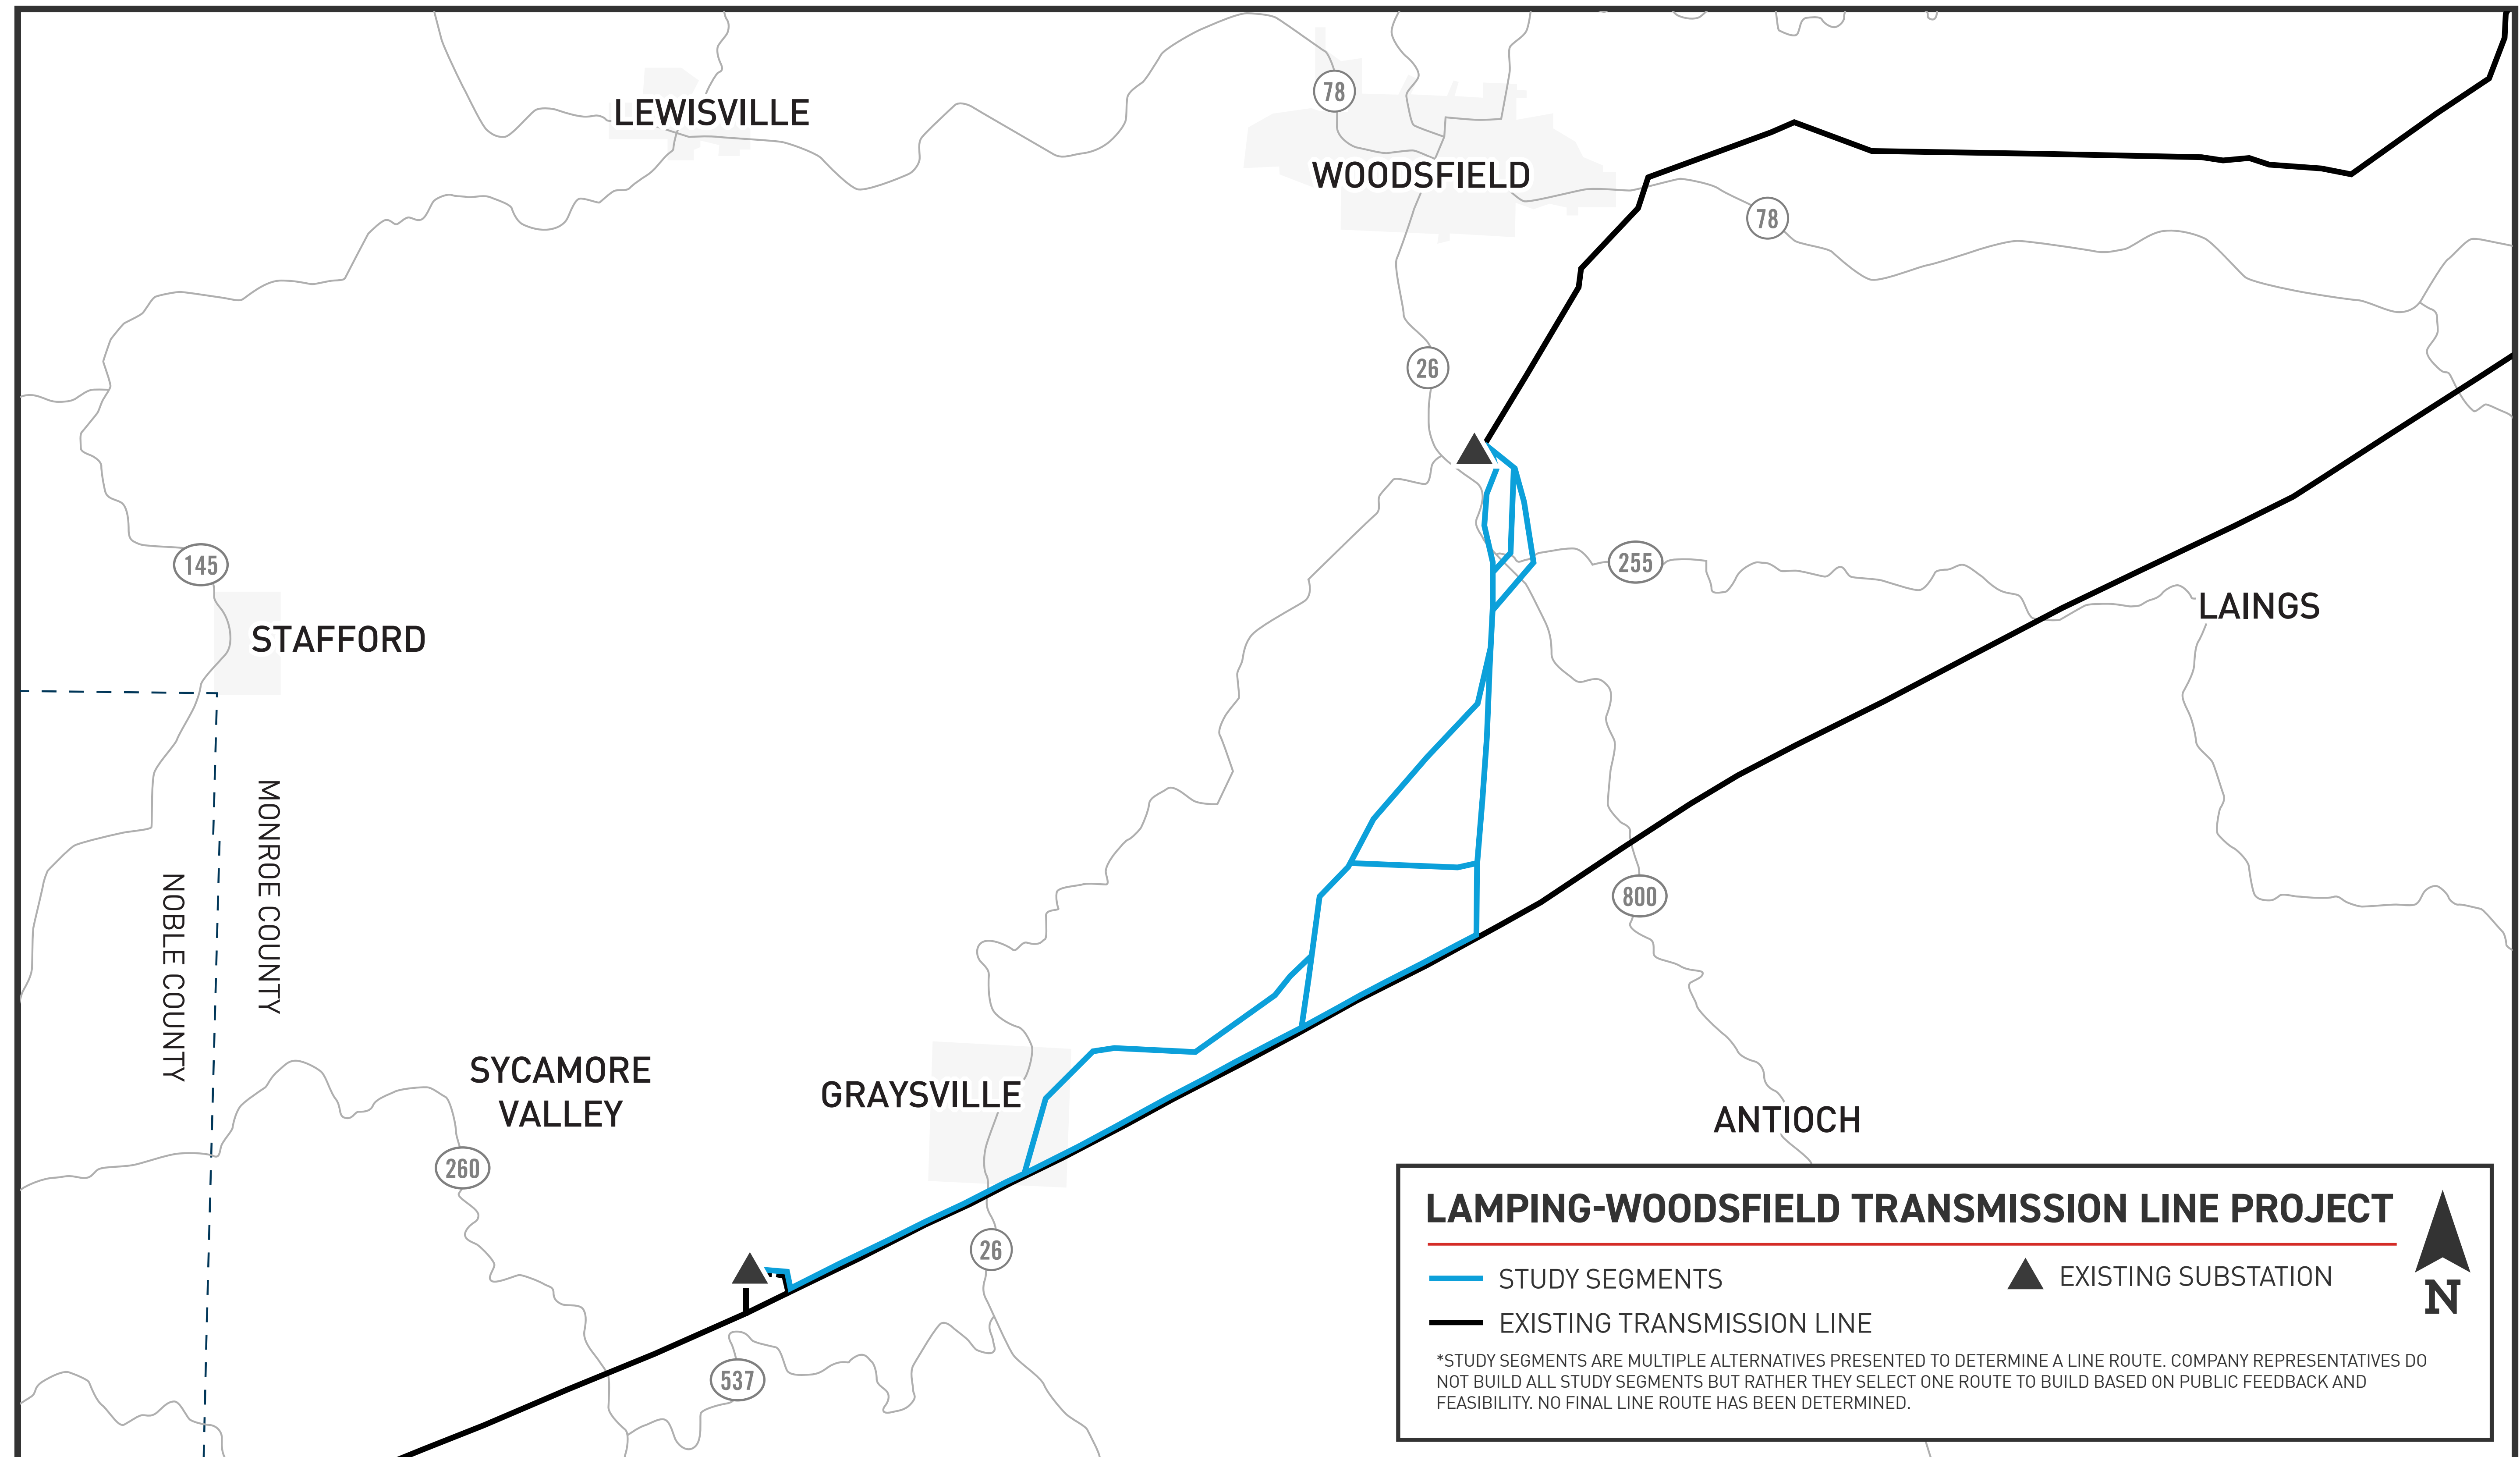 LEWISVILLE
78
WOODSFIELD
78
26
145
255
STAFFORD
LAINGS
MONROE COUNTY
NOBLE COUNTY
800
SYCAMORE
VALLEY
GRAYSVILLE
ANTIOCH
260
26
537
LAMPING-WOODSFIELD TRANSMISSION LINE PROJECT
N
STUDY SEGMENTS
EXISTING SUBSTATION
EXISTING TRANSMISSION LINE
*STUDY SEGMENTS ARE MULTIPLE ALTERNATIVES PRESENTED TO DETERMINE A LINE ROUTE. COMPANY REPRESENTATIVES DO
NOT BUILD ALL STUDY SEGMENTS BUT RATHER THEY SELECT ONE ROUTE TO BUILD BASED ON PUBLIC FEEDBACK AND
FEASIBILITY. NO FINAL LINE ROUTE HAS BEEN DETERMINED.